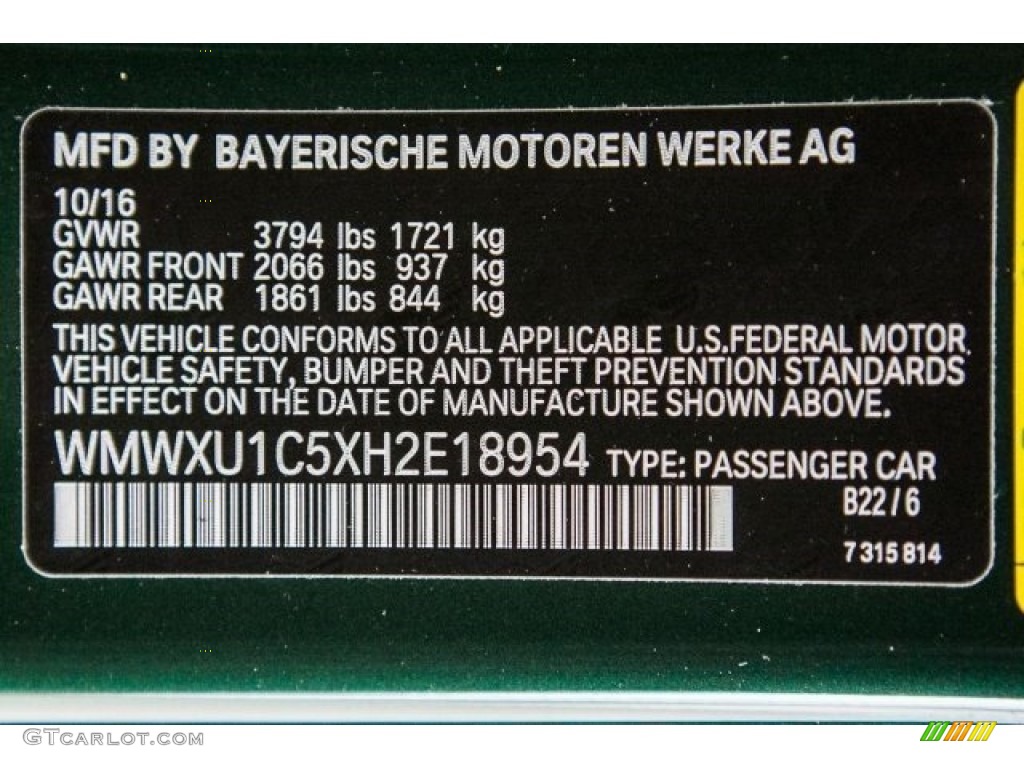 MFD BY BAYERISCHE MOTOREN WERKE AG
10/16
GVWR 3794 lbs 1721 kg
GAWR FRONT 2066 lbs 937 kg
GAWR REAR 1861 lbs 844 kg
THIS VEHICLE CONFORMS TO ALL APPLICABLE U.S.FEDERAL MOTOR
VEHICLE SAFETY, BUMPER AND THEFT PREVENTION STANDARDS
IN EFFECT ON THE DATE OF MANUFACTURE SHOWN ABOVE.
WMWXU1C5XH2E18954 TYPE: PASSENGER CAR
B22/6
7 315 814
GTcarlot.com